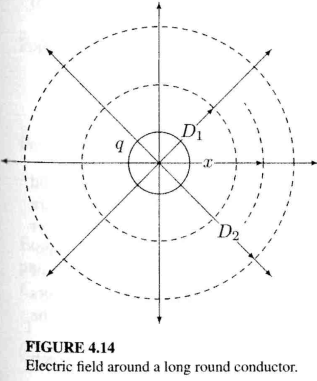 q
D₁
x
D₂
FIGURE 4.14
Electric field around a long round conductor.